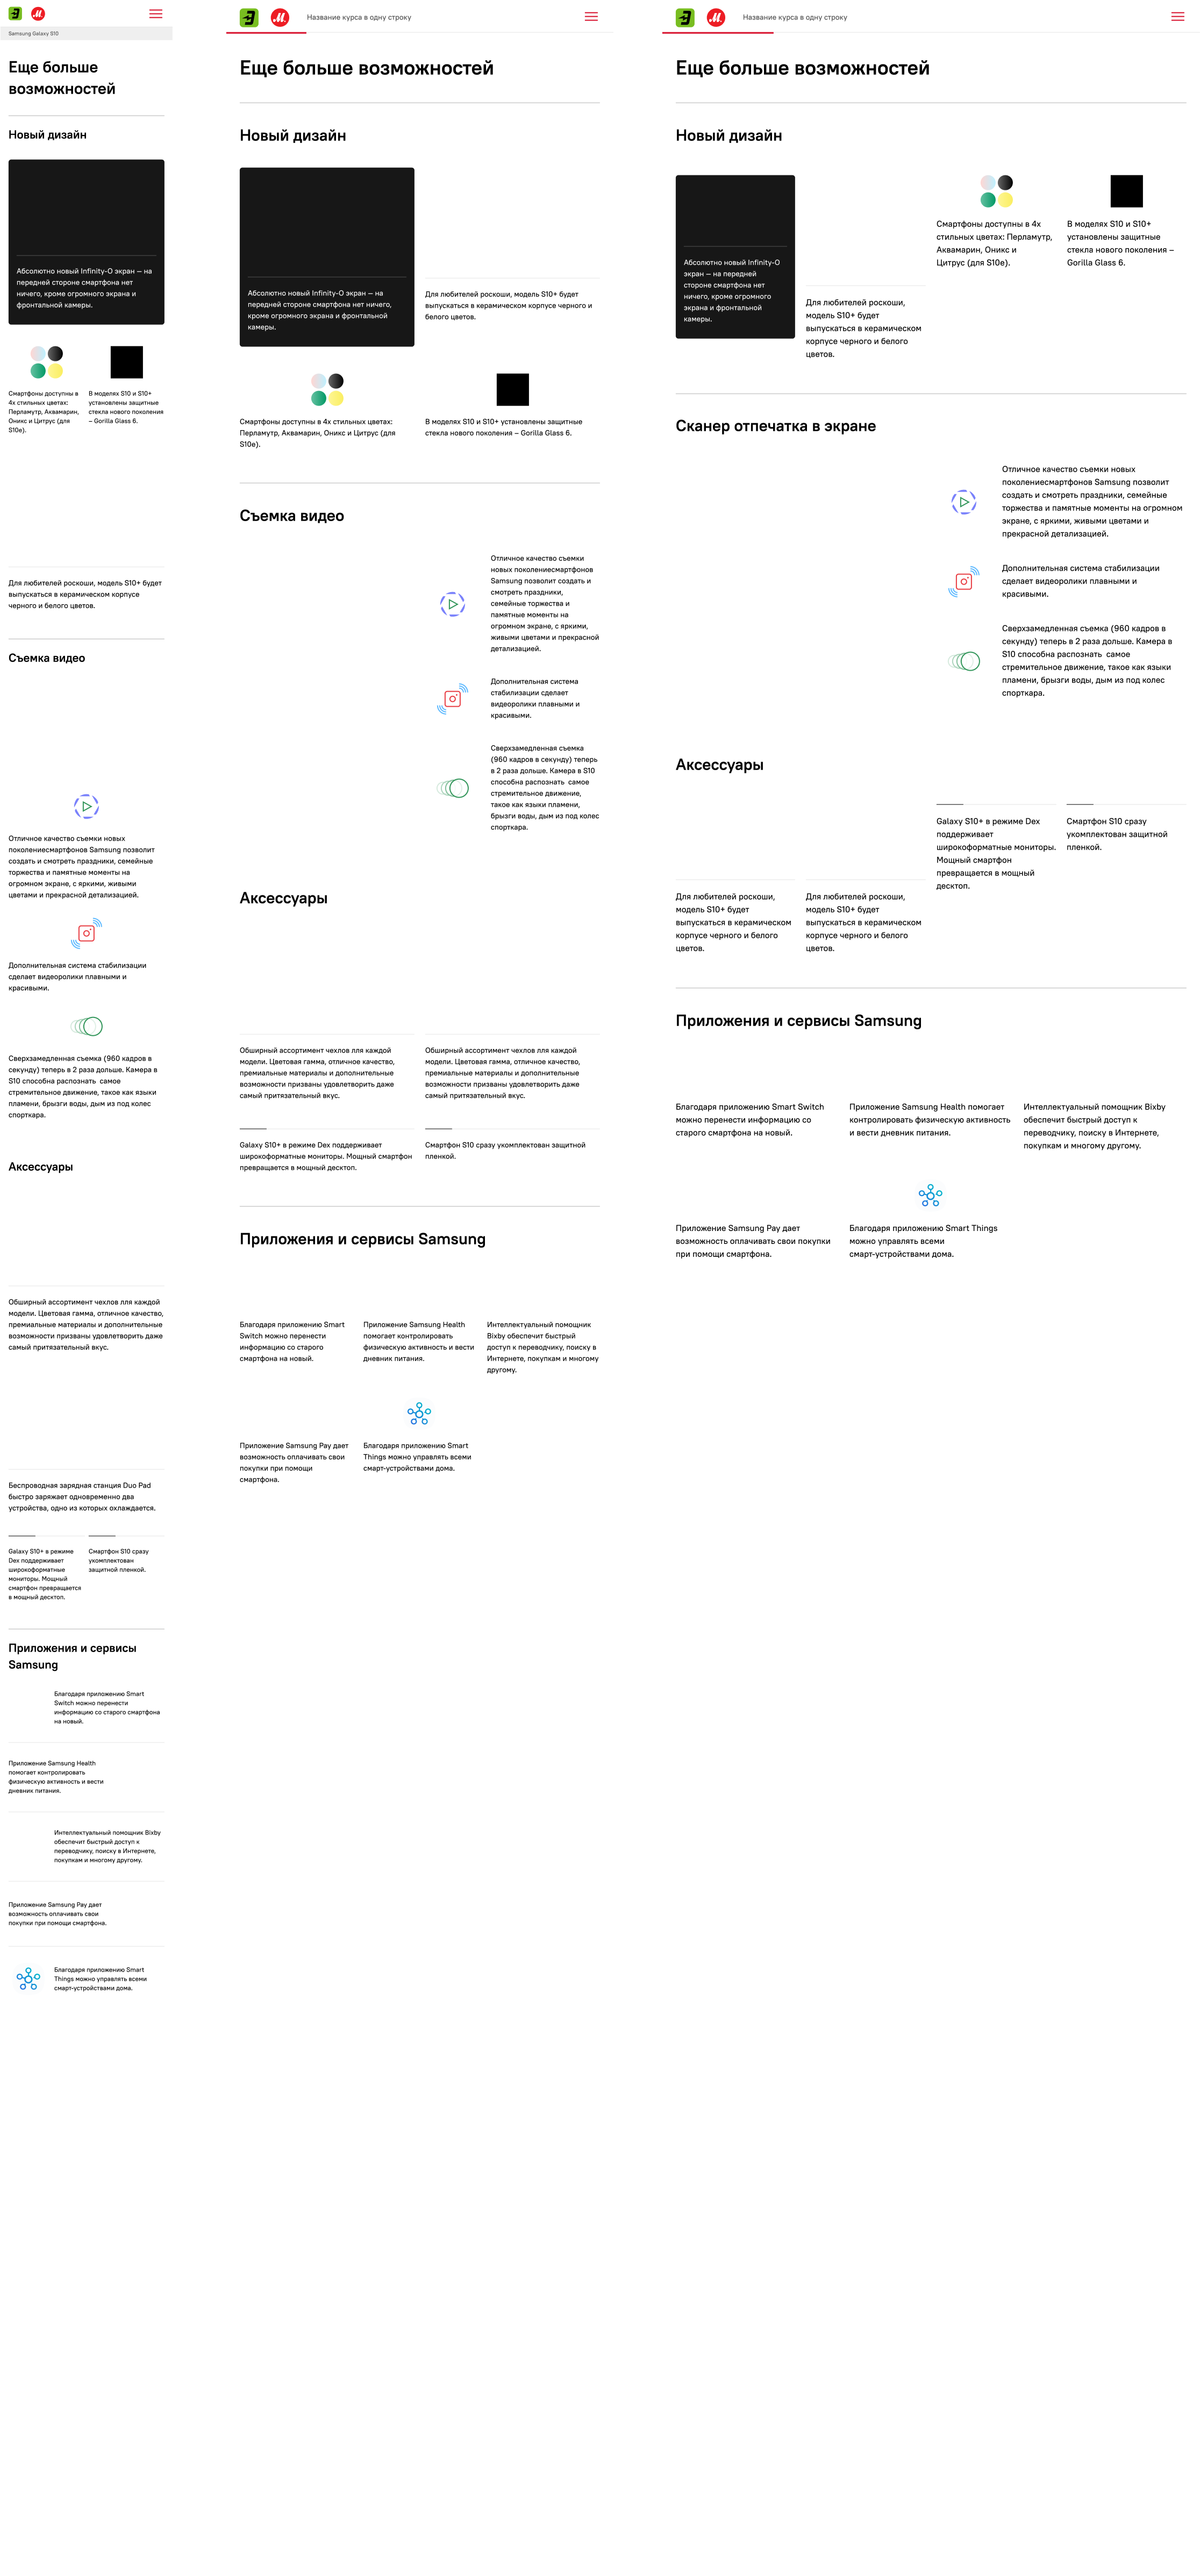 Samsung Galaxy S10
Еще больше
возможностей
Новый дизайн
Абсолютно новый Infinity-O экран — на
передней стороне смартфона нет
ничего, кроме огромного экрана и
фронтальной камеры.
Смартфоны доступны в
4х стильных цветах:
Перламутр, Аквамарин,
Оникс и Цитрус (для
S10e).
В моделях S10 и S10+
установлены защитные
стекла нового поколения
– Gorilla Glass 6.
Для любителей роскоши, модель S10+ будет
выпускаться в керамическом корпусе
черного и белого цветов.
Съемка видео
Отличное качество съемки новых
поколениесмартфонов Samsung позволит
создать и смотреть праздники, семейные
торжества и памятные моменты на
огромном экране, с яркими, живыми
цветами и прекрасной детализацией.
Дополнительная система стабилизации
сделает видеоролики плавными и
красивыми.
Сверхзамедленная съемка (960 кадров в
секунду) теперь в 2 раза дольше. Камера в
S10 способна распознать  самое
стремительное движение, такое как языки
пламени, брызги воды, дым из под колес
спорткара.
Аксессуары
Обширный ассортимент чехлов лля каждой
модели. Цветовая гамма, отличное качество,
премиальные материалы и дополнительные
возможности призваны удовлетворить даже
самый притязательный вкус.
Беспроводная зарядная станция Duo Pad
быстро заряжает одновременно два
устройства, одно из которых охлаждается.
Galaxy S10+ в режиме
Dex поддерживает
широкоформатные
мониторы. Мощный
смартфон превращается
в мощный десктоп.
Смартфон S10 сразу
укомплектован
защитной пленкой.
Приложения и сервисы
Samsung
Благодаря приложению Smart
Switch можно перенести
информацию со старого смартфона
на новый.
Приложение Samsung Health
помогает контролировать
физическую активность и вести
дневник питания.
Интеллектуальный помощник Bixby
обеспечит быстрый доступ к
переводчику, поиску в Интернете,
покупкам и многому другому.
Приложение Samsung Pay дает
возможность оплачивать свои
покупки при помощи смартфона.
Благодаря приложению Smart
Things можно управлять всеми
смарт-устройствами дома.
Название курса в одну строку
Еще больше возможностей
Новый дизайн
Абсолютно новый Infinity-O экран — на
передней стороне смартфона нет ничего,
кроме огромного экрана и фронтальной
камеры.
Для любителей роскоши, модель S10+ будет
выпускаться в керамическом корпусе черного и
белого цветов.
Смартфоны доступны в 4х стильных цветах:
Перламутр, Аквамарин, Оникс и Цитрус (для
S10e).
В моделях S10 и S10+ установлены защитные
стекла нового поколения – Gorilla Glass 6.
Съемка видео
Отличное качество съемки
новых поколениесмартфонов
Samsung позволит создать и
смотреть праздники,
семейные торжества и
памятные моменты на
огромном экране, с яркими,
живыми цветами и прекрасной
детализацией.
Дополнительная система
стабилизации сделает
видеоролики плавными и
красивыми.
Сверхзамедленная съемка
(960 кадров в секунду) теперь
в 2 раза дольше. Камера в S10
способна распознать  самое
стремительное движение,
такое как языки пламени,
брызги воды, дым из под колес
спорткара.
Аксессуары
Обширный ассортимент чехлов лля каждой
модели. Цветовая гамма, отличное качество,
премиальные материалы и дополнительные
возможности призваны удовлетворить даже
самый притязательный вкус.
Обширный ассортимент чехлов лля каждой
модели. Цветовая гамма, отличное качество,
премиальные материалы и дополнительные
возможности призваны удовлетворить даже
самый притязательный вкус.
Galaxy S10+ в режиме Dex поддерживает
широкоформатные мониторы. Мощный смартфон
превращается в мощный десктоп.
Смартфон S10 сразу укомплектован защитной
пленкой.
Приложения и сервисы Samsung
Благодаря приложению Smart
Switch можно перенести
информацию со старого
смартфона на новый.
Приложение Samsung Health
помогает контролировать
физическую активность и вести
дневник питания.
Интеллектуальный помощник
Bixby обеспечит быстрый
доступ к переводчику, поиску в
Интернете, покупкам и многому
другому.
Приложение Samsung Pay дает
возможность оплачивать свои
покупки при помощи
смартфона.
Благодаря приложению Smart
Things можно управлять всеми
смарт-устройствами дома.
Название курса в одну строку
Еще больше возможностей
Новый дизайн
Абсолютно новый Infinity-O
экран — на передней
стороне смартфона нет
ничего, кроме огромного
экрана и фронтальной
камеры.
Для любителей роскоши,
модель S10+ будет
выпускаться в керамическом
корпусе черного и белого
цветов.
Смартфоны доступны в 4х
стильных цветах: Перламутр,
Аквамарин, Оникс и
Цитрус (для S10e).
В моделях S10 и S10+
установлены защитные
стекла нового поколения –
Gorilla Glass 6.
Сканер отпечатка в экране
Отличное качество съемки новых
поколениесмартфонов Samsung позволит
создать и смотреть праздники, семейные
торжества и памятные моменты на огромном
экране, с яркими, живыми цветами и
прекрасной детализацией.
Дополнительная система стабилизации
сделает видеоролики плавными и
красивыми.
Сверхзамедленная съемка (960 кадров в
секунду) теперь в 2 раза дольше. Камера в
S10 способна распознать  самое
стремительное движение, такое как языки
пламени, брызги воды, дым из под колес
спорткара.
Аксессуары
Для любителей роскоши,
модель S10+ будет
выпускаться в керамическом
корпусе черного и белого
цветов.
Для любителей роскоши,
модель S10+ будет
выпускаться в керамическом
корпусе черного и белого
цветов.
Galaxy S10+ в режиме Dex
поддерживает
широкоформатные мониторы.
Мощный смартфон
превращается в мощный
десктоп.
Смартфон S10 сразу
укомплектован защитной
пленкой.
Приложения и сервисы Samsung
Благодаря приложению Smart Switch
можно перенести информацию со
старого смартфона на новый.
Приложение Samsung Health помогает
контролировать физическую активность
и вести дневник питания.
Интеллектуальный помощник Bixby
обеспечит быстрый доступ к
переводчику, поиску в Интернете,
покупкам и многому другому.
Приложение Samsung Pay дает
возможность оплачивать свои покупки
при помощи смартфона.
Благодаря приложению Smart Things
можно управлять всеми
смарт-устройствами дома.